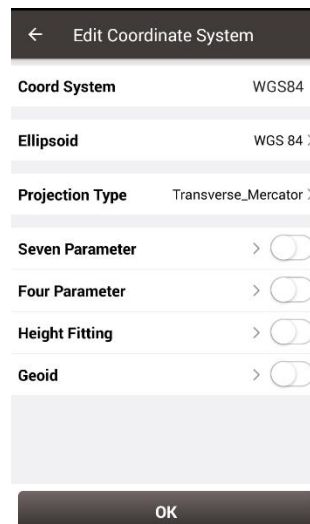 Edit Coordinate System
Coord System WGS84
Ellipsoid WGS 84
Projection Type Transverse_Mercator
Seven Parameter
Four Parameter
Height Fitting
Geoid
OK